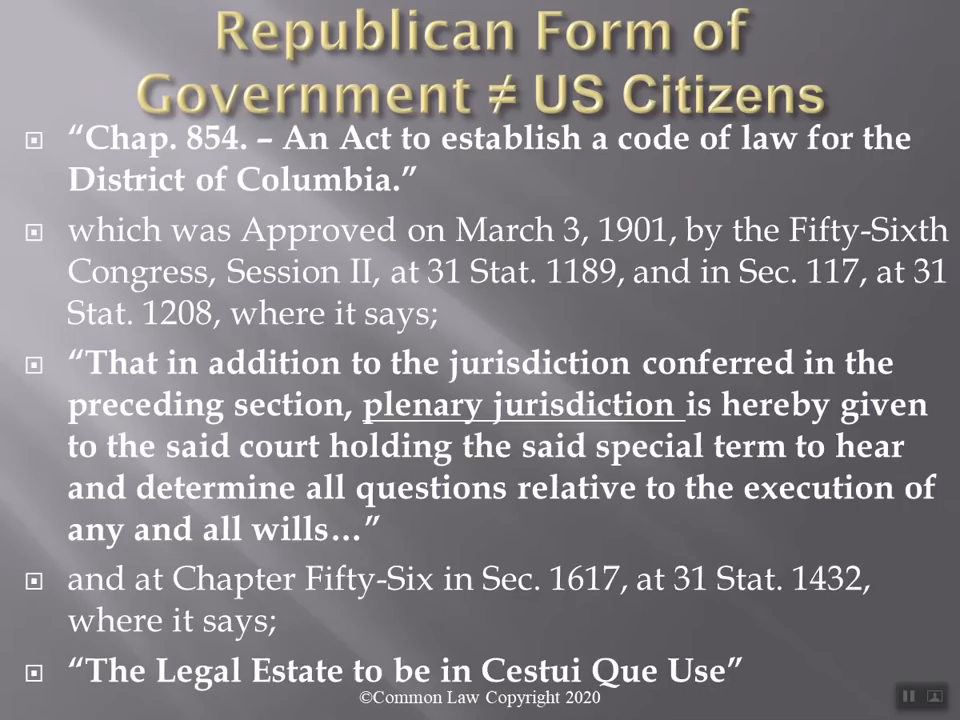 Republican Form of
Government ≠ US Citizens
“Chap. 854. – An Act to establish a code of law for the
District of Columbia.”
which was Approved on March 3, 1901, by the Fifty-Sixth
Congress, Session II, at 31 Stat. 1189, and in Sec. 117, at 31
Stat. 1208, where it says;
“That in addition to the jurisdiction conferred in the
preceding section, plenary jurisdiction is hereby given
to the said court holding the said special term to hear
and determine all questions relative to the execution of
any and all wills…”
and at Chapter Fifty-Six in Sec. 1617, at 31 Stat. 1432,
where it says;
“The Legal Estate to be in Cestui Que Use”
©Common Law Copyright 2020